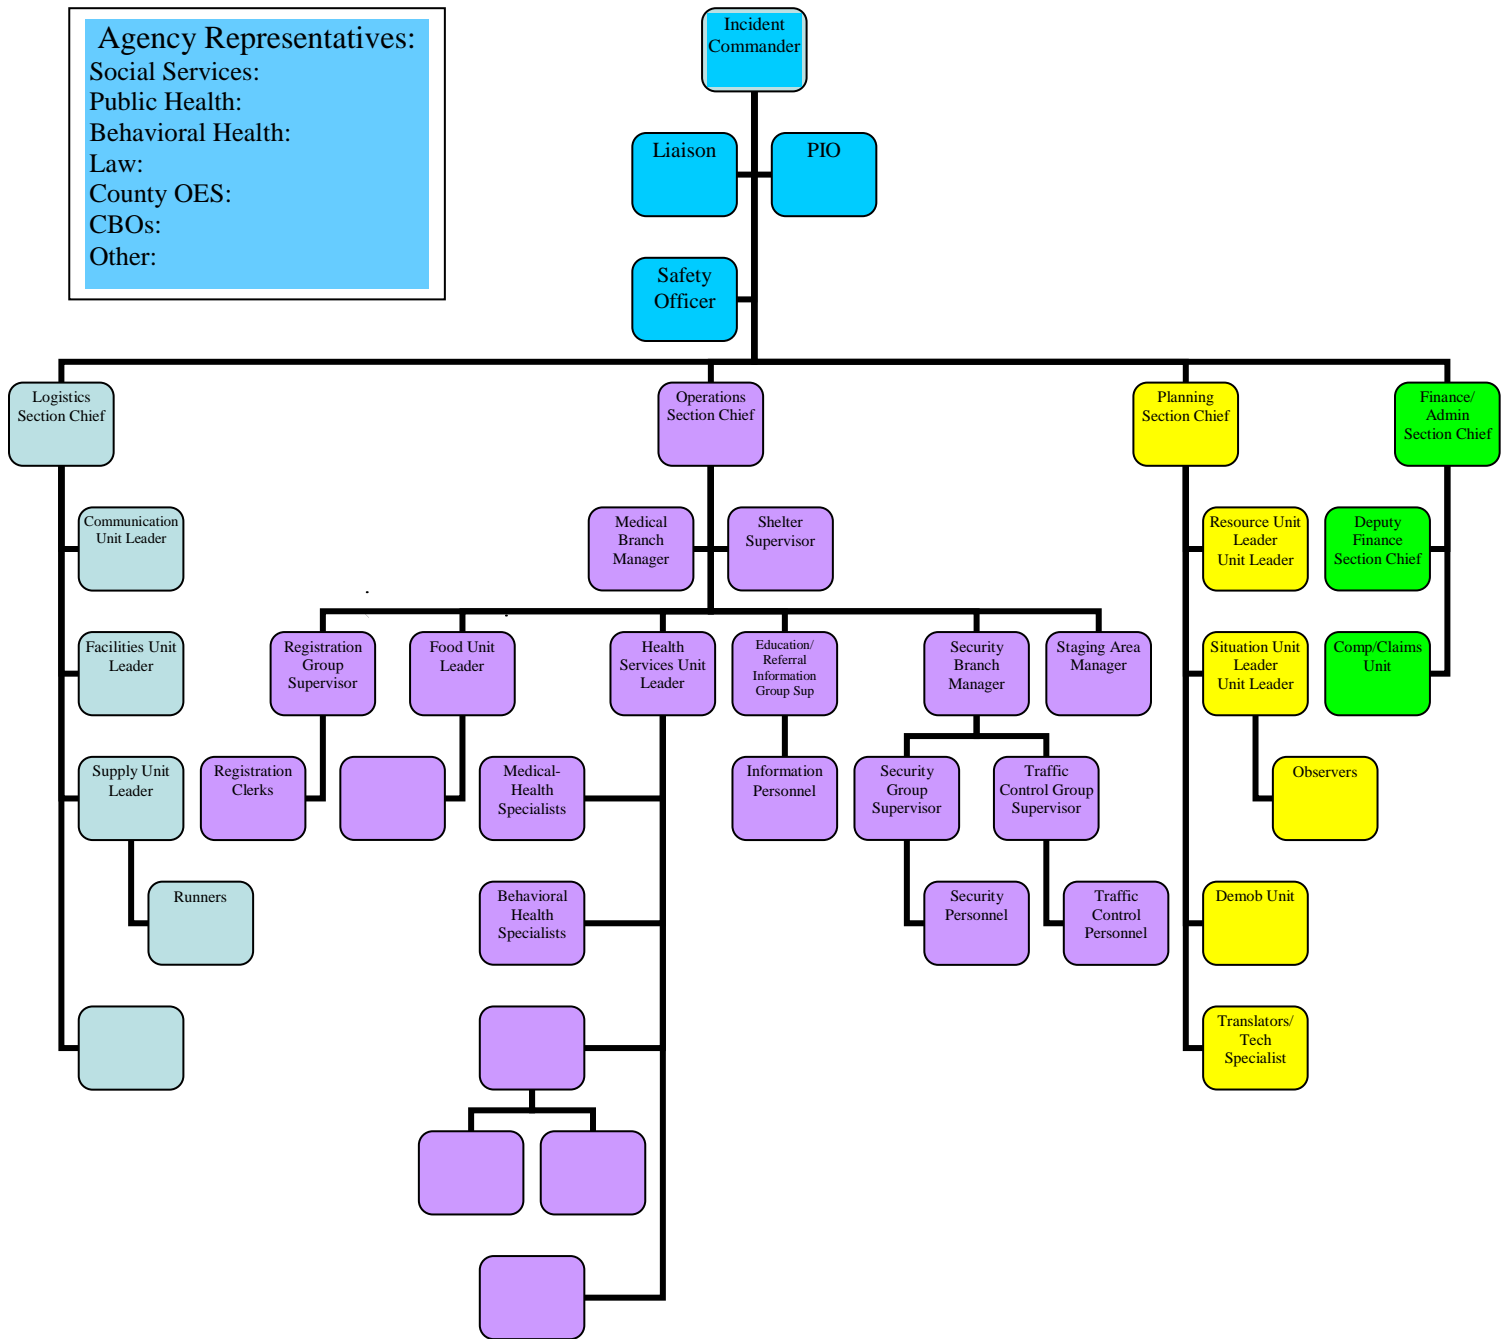 Agency Representatives:
Social Services:
Public Health:
Behavioral Health:
Law:
County OES:
CBOs:
Other:
Incident
Commander
Liaison
PIO
Safety
Officer
Logistics
Section Chief
Operations
Section Chief
Planning
Section Chief
Finance/
Admin
Section Chief
Communication
Unit Leader
Medical
Branch
Manager
Shelter
Supervisor
Resource Unit
Leader
Unit Leader
Deputy
Finance
Section Chief
Facilities Unit
Leader
Registration
Group
Supervisor
Food Unit
Leader
Health
Services Unit
Leader
Education/
Referral
Information
Group Sup
Security
Branch
Manager
Staging Area
Manager
Situation Unit
Leader
Unit Leader
Comp/Claims
Unit
Supply Unit
Leader
Registration
Clerks
Medical-
Health
Specialists
Information
Personnel
Security
Group
Supervisor
Traffic
Control Group
Supervisor
Observers
Runners
Behavioral
Health
Specialists
Security
Personnel
Traffic
Control
Personnel
Demob Unit
Translators/
Tech
Specialist